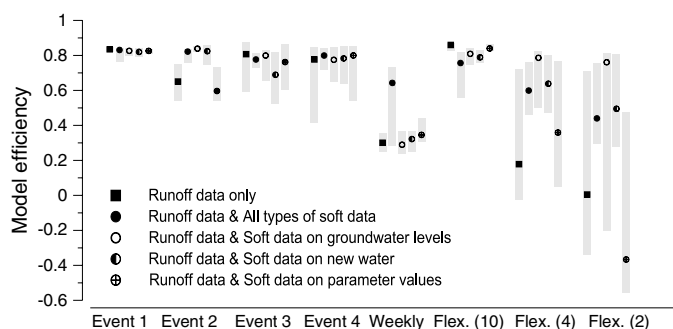 Model efficiency
1
0.8
0.6
0.4
0.2
0
-0.2
-0.4
-0.6
Runoff data only
Runoff data & All types of soft data
Runoff data & Soft data on groundwater levels
Runoff data & Soft data on new water
Runoff data & Soft data on parameter values
Event 1 Event 2 Event 3 Event 4 Weekly Flex. (10) Flex. (4) Flex. (2)